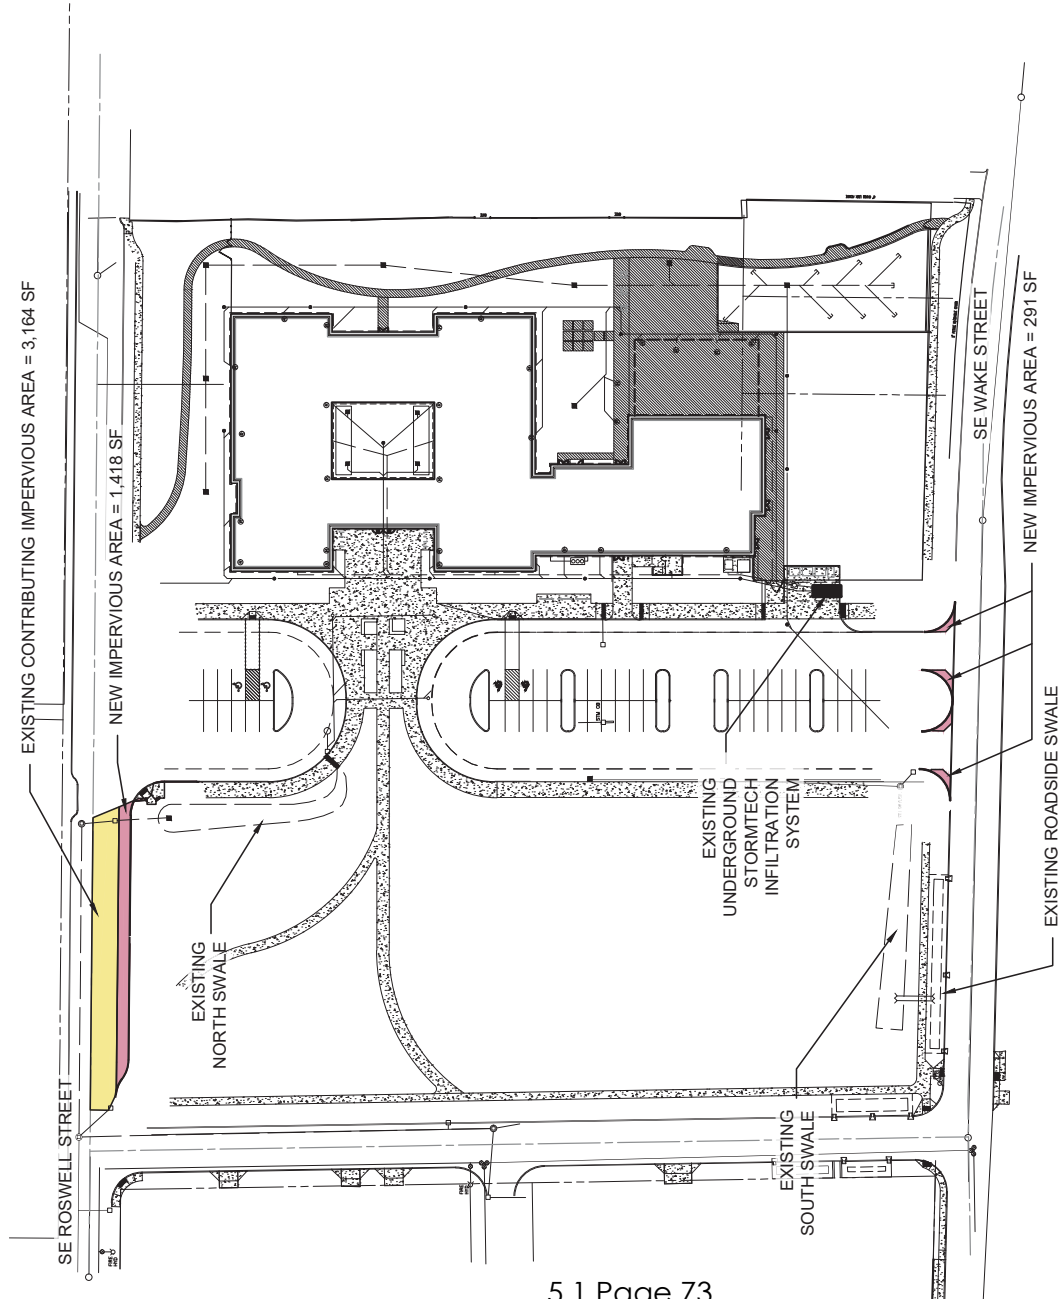 EXISTING CONTRIBUTING IMPERVIOUS AREA = 3,164 SF
NEW IMPERVIOUS AREA = 1,418 SF
SE ROSWELL STREET
EXISTING
NORTH SWALE
EXISTING
UNDERGROUND
STORMTECH
INFILTRATION
SYSTEM
EXISTING
SOUTH SWALE
SE WAKE STREET
NEW IMPERVIOUS AREA = 291 SF
EXISTING ROADSIDE SWALE
5.1 Page 73